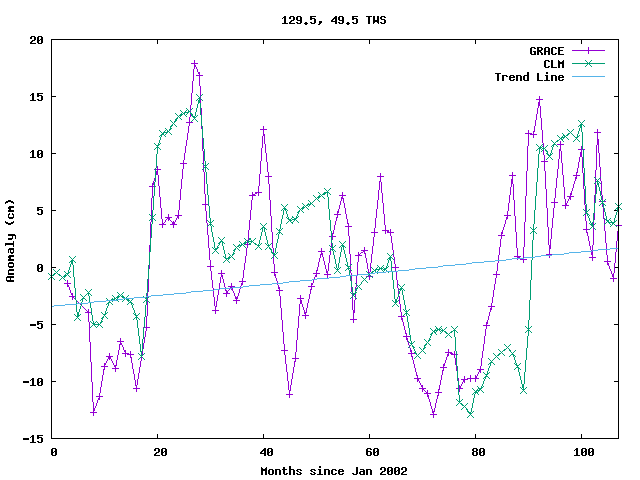 129.5, 49.5 TWS
GRACE
CLM
Trend Line
20
15
10
5
0
-5
-10
-15
Anomaly (cm)
0 20 40 60 80 100
Months since Jan 2002